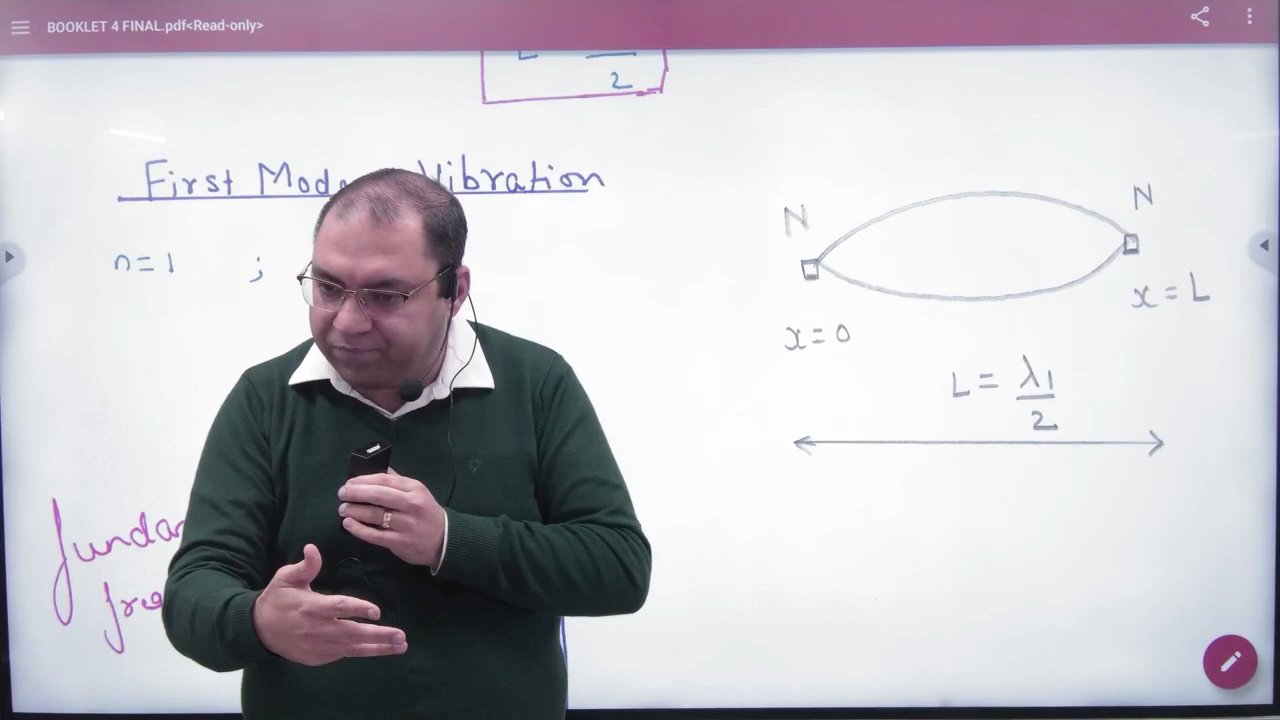 BOOKLET 4 FINAL.pdf<Read-only>
2
First Mode Vibration
n=1 ;
N N
x=0 x=L
L = λ1/2